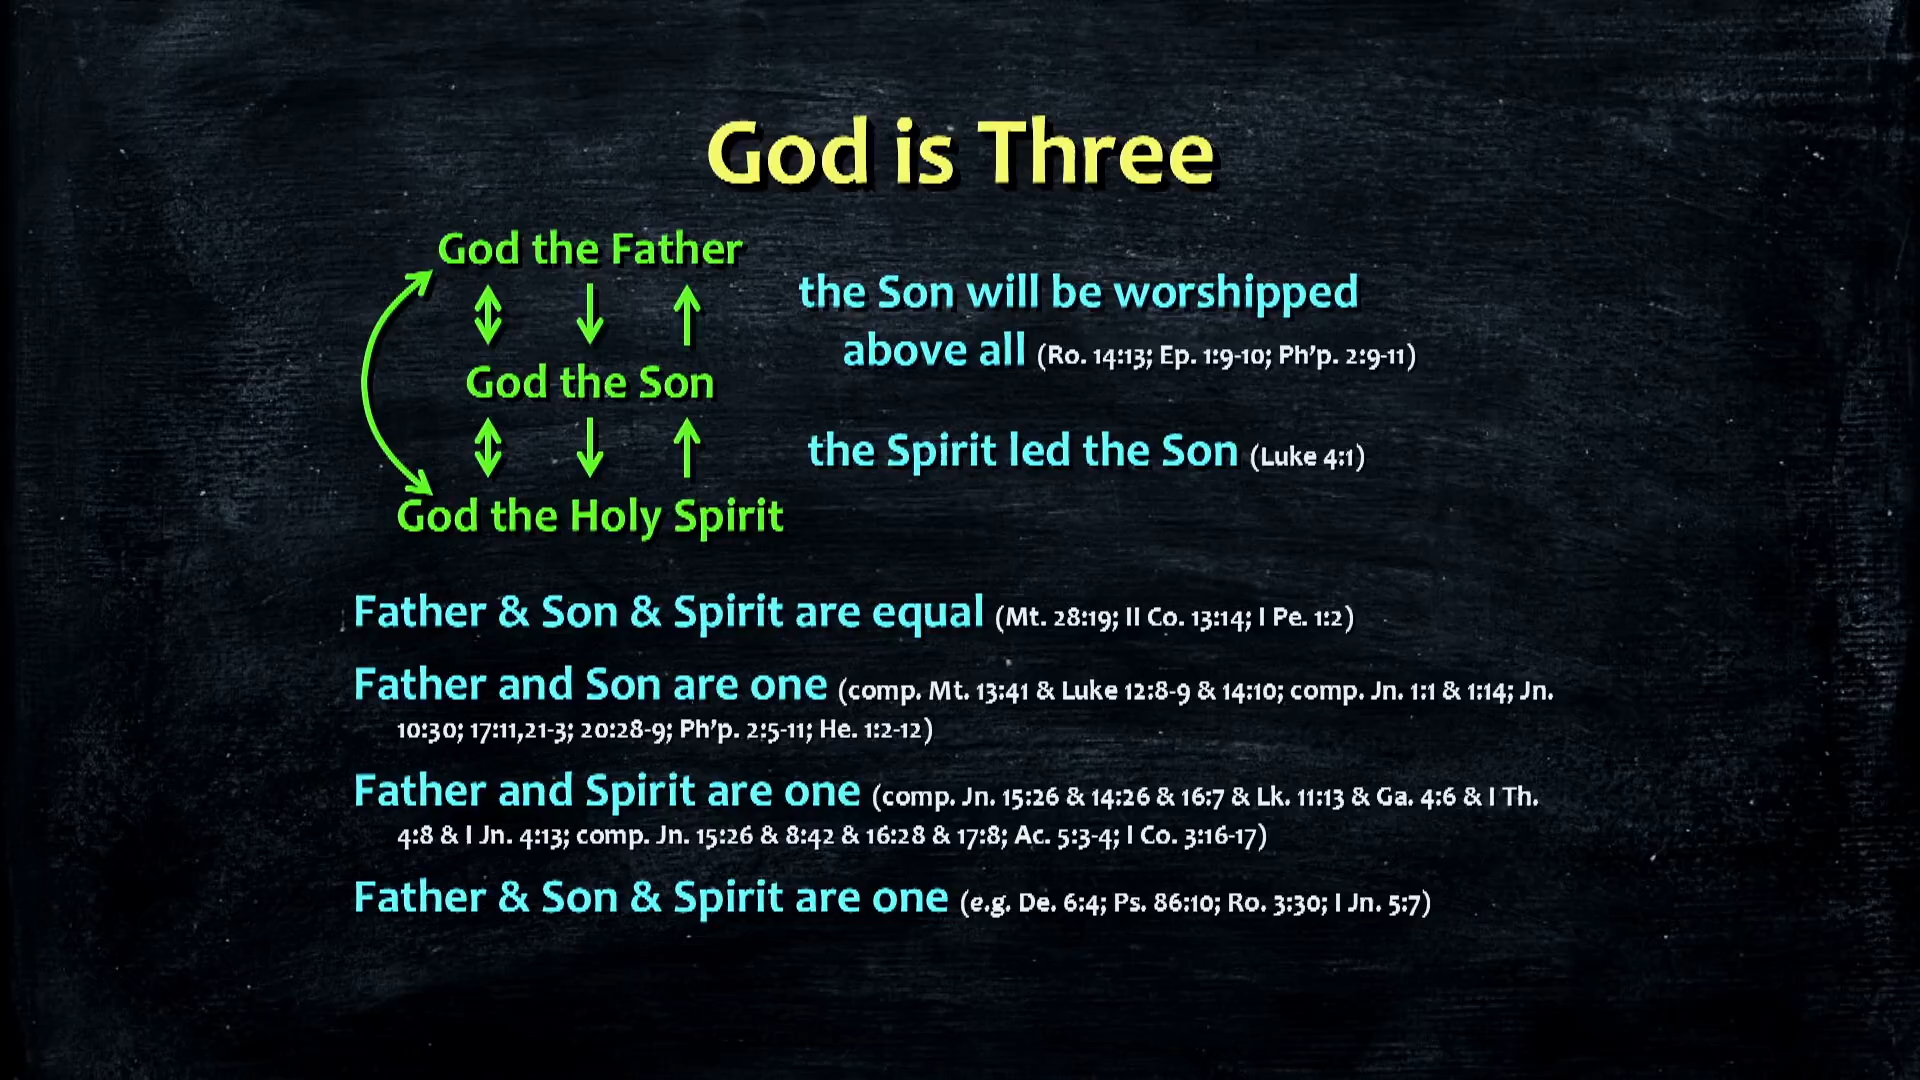 God is Three
God the Father
the Son will be worshipped
above all (Ro. 14:13; Ep. 1:9-10; Ph'p. 2:9-11)
God the Son
the Spirit led the Son (Luke 4:1)
God the Holy Spirit
Father & Son & Spirit are equal (Mt. 28:19; II Co. 13:14; I Pe. 1:2)
Father and Son are one (comp. Mt. 13:41 & Luke 12:8-9 & 14:10; comp. Jn. 1:1 & 1:14; Jn.
10:30; 17:11,21-3; 20:28-9; Ph’p. 2:5-11; He. 1:2-12)
Father and Spirit are one (comp. Jn. 15:26 & 14:26 & 16:7 & Lk. 11:13 & Ga. 4:6 & I Th.
4:8 & I Jn. 4:13; comp. Jn. 15:26 & 8:42 & 16:28 & 17:8; Ac. 5:3-4; I Co. 3:16-17)
Father & Son & Spirit are one (e.g. De. 6:4; Ps. 86:10; Ro. 3:30; I Jn. 5:7)